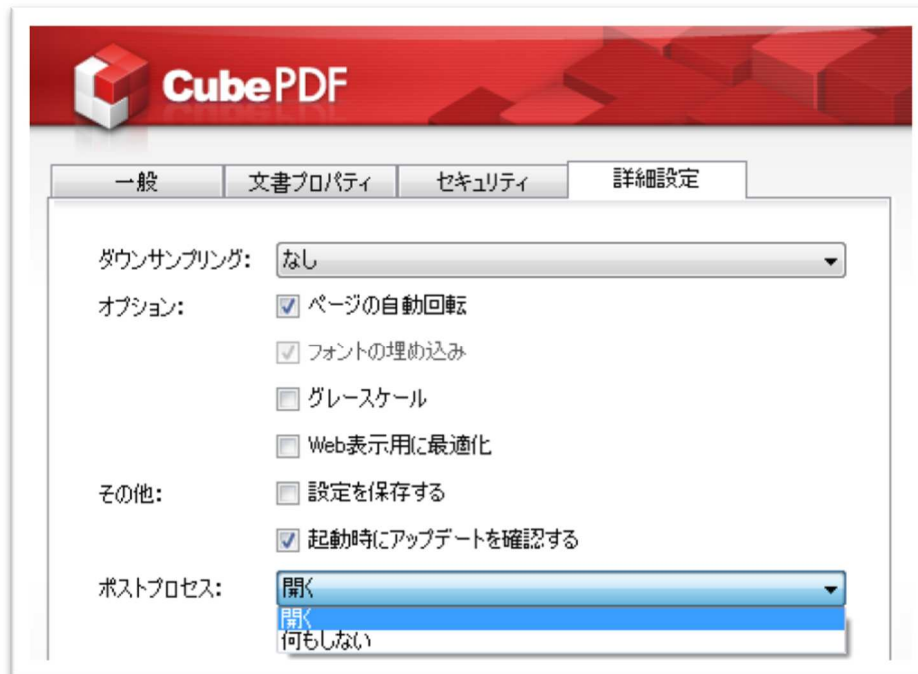 CubePDF
一般 文書プロパティ セキュリティ 詳細設定
ダウンサンプリング: なし
オプション: ページの自動回転
フォントの埋め込み
グレースケール
Web表示用に最適化
その他: 設定を保存する
起動時にアップデートを確認する
ポストプロセス: 開く
開く
何もしない